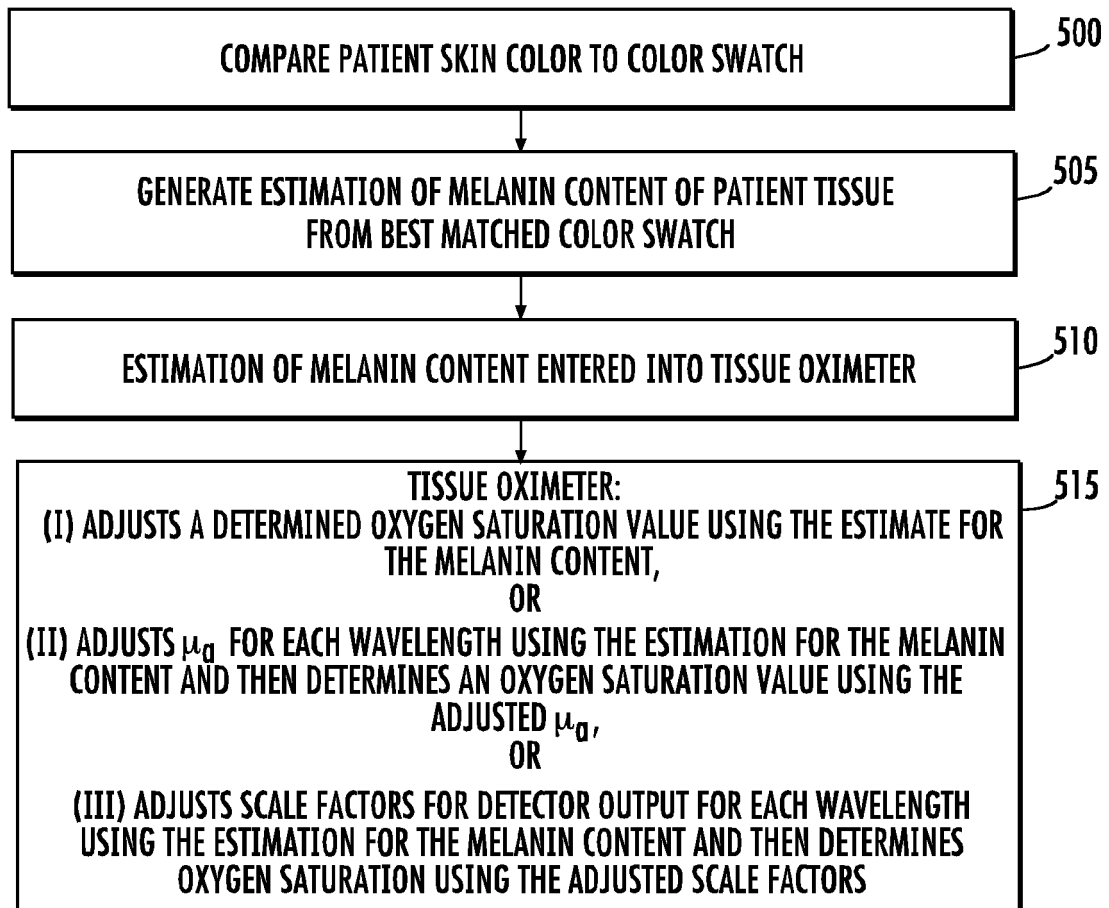 COMPARE PATIENT SKIN COLOR TO COLOR SWATCH
500
GENERATE ESTIMATION OF MELANIN CONTENT OF PATIENT TISSUE
FROM BEST MATCHED COLOR SWATCH
505
ESTIMATION OF MELANIN CONTENT ENTERED INTO TISSUE OXIMETER
510
TISSUE OXIMETER:
515
(I) ADJUSTS A DETERMINED OXYGEN SATURATION VALUE USING THE ESTIMATE FOR
THE MELANIN CONTENT,
OR
(II) ADJUSTS μa FOR EACH WAVELENGTH USING THE ESTIMATION FOR THE MELANIN
CONTENT AND THEN DETERMINES AN OXYGEN SATURATION VALUE USING THE
ADJUSTED μa,
OR
(III) ADJUSTS SCALE FACTORS FOR DETECTOR OUTPUT FOR EACH WAVELENGTH
USING THE ESTIMATION FOR THE MELANIN CONTENT AND THEN DETERMINES
OXYGEN SATURATION USING THE ADJUSTED SCALE FACTORS